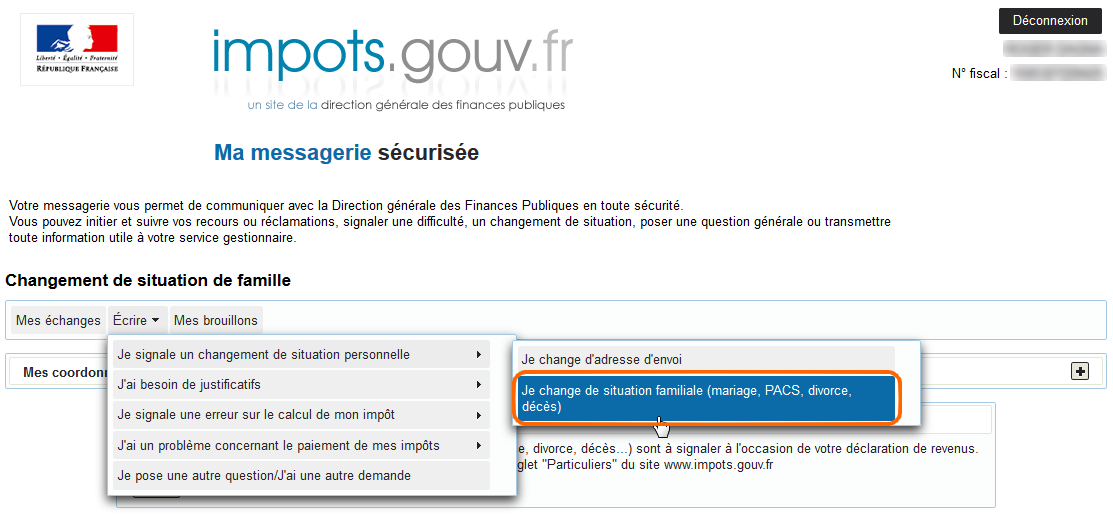 Déconnexion
Liberté • Égalité • Fraternité
RÉPUBLIQUE FRANÇAISE
impots.gouv.fr
N° fiscal :
un site de la direction générale des finances publiques
Ma messagerie sécurisée
Votre messagerie vous permet de communiquer avec la Direction générale des Finances Publiques en toute sécurité.
Vous pouvez initier et suivre vos recours ou réclamations, signaler une difficulté, un changement de situation, poser une question générale ou transmettre
toute information utile à votre service gestionnaire.
Changement de situation de famille
Mes échanges Écrire Mes brouillons
Je signale un changement de situation personnelle
Je change d'adresse d'envoi
Mes coordon
J'ai besoin de justificatifs
Je change de situation familiale (mariage, PACS, divorce,
décès)
Je signale une erreur sur le calcul de mon impôt
J'ai un problème concernant le paiement de mes impôts
e, divorce, décès...) sont à signaler à l'occasion de votre déclaration de revenus.
glet "Particuliers" du site www.impots.gouv.fr
Je pose une autre question/J'ai une autre demande